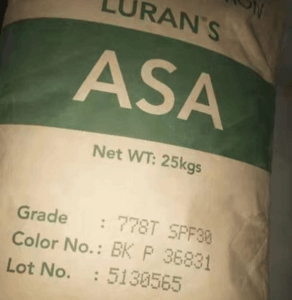 LURAN'S
ASA
Net WT: 25kgs
Grade : 778T SPF30
Color No.: BK P 36831
Lot No. : 5130565